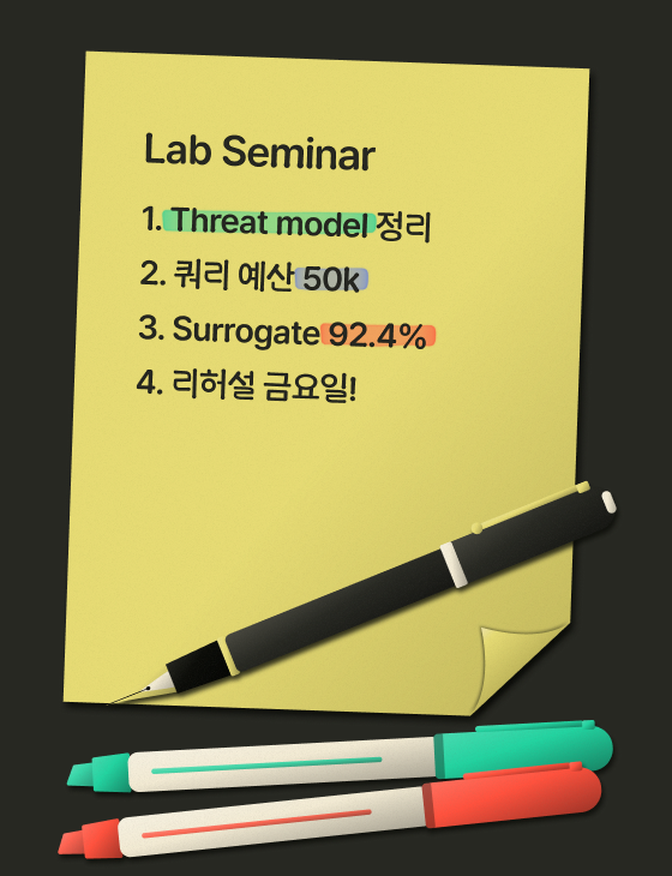 Lab Seminar
1. Threat model 정리
2. 쿼리 예산 50k
3. Surrogate 92.4%
4. 리허설 금요일!